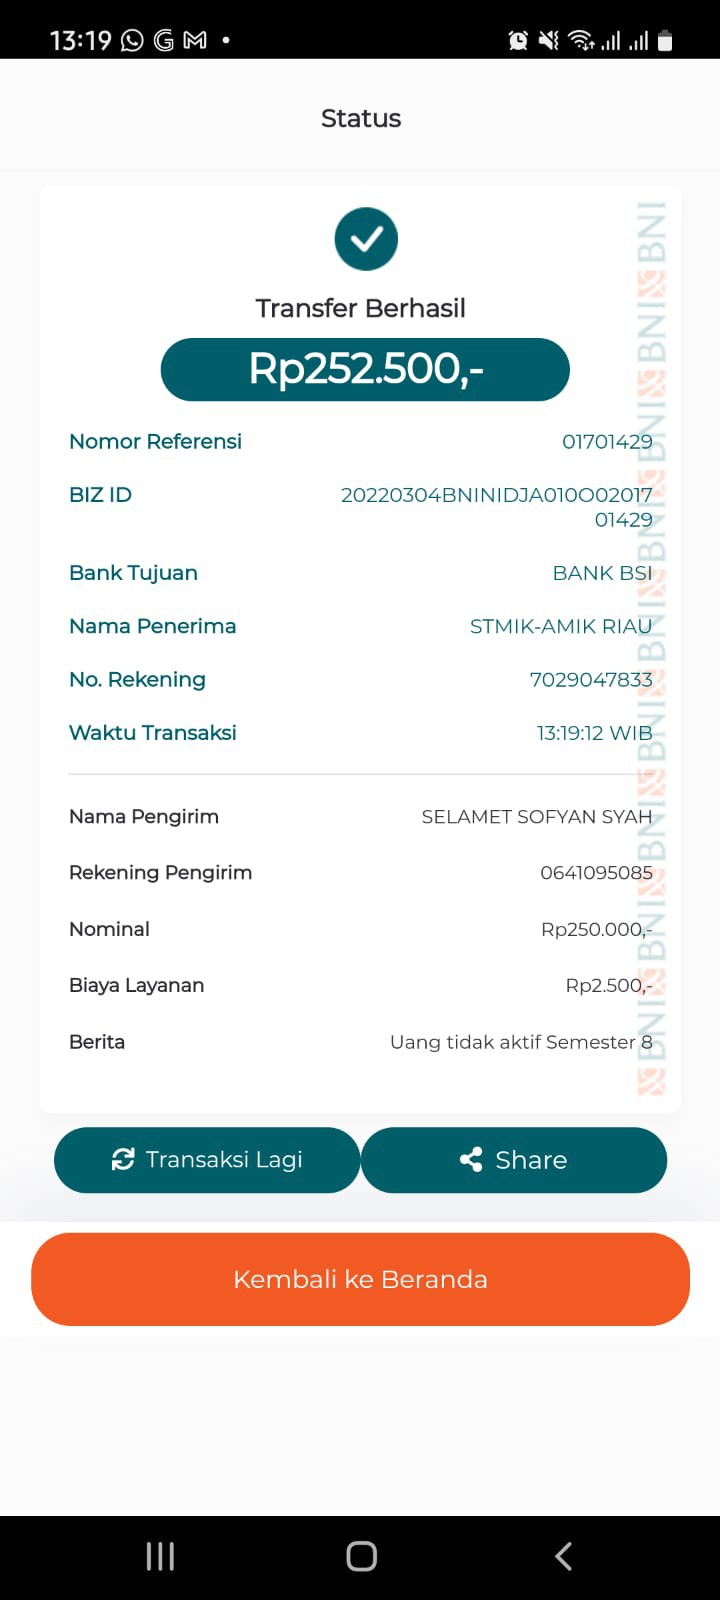 13:19
Status
Transfer Berhasil
Rp252.500,-
Nomor Referensi 01701429
BIZ ID 20220304BNINIDJA010O02017
01429
Bank Tujuan BANK BSI
Nama Penerima STMIK-AMIK RIAU
No. Rekening 7029047833
Waktu Transaksi 13:19:12 WIB
Nama Pengirim SELAMET SOFYAN SYAH
Rekening Pengirim 0641095085
Nominal Rp250.000,-
Biaya Layanan Rp2.500,-
Berita Uang tidak aktif Semester 8
BNI BNI BNI BNI BNI BNI BNI BNI BNI
Transaksi Lagi Share
Kembali ke Beranda